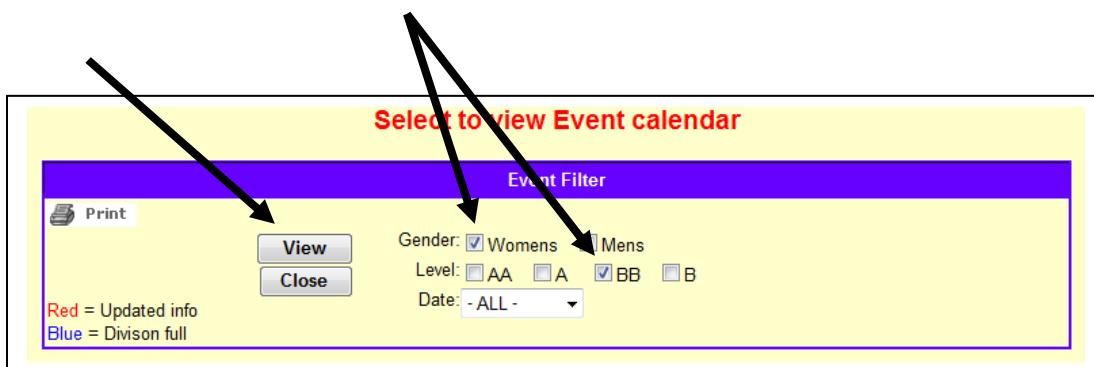 Select to view Event calendar
Event Filter
Print
View
Close
Gender: Womens Mens
Level: AA A BB B
Date: - ALL -
Red = Updated info
Blue = Divison full